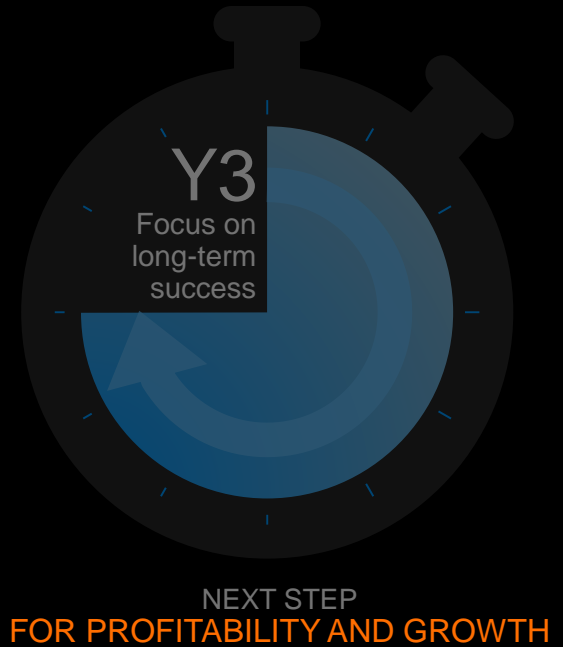 Y3
Focus on
long-term
success
NEXT STEP
FOR PROFITABILITY AND GROWTH